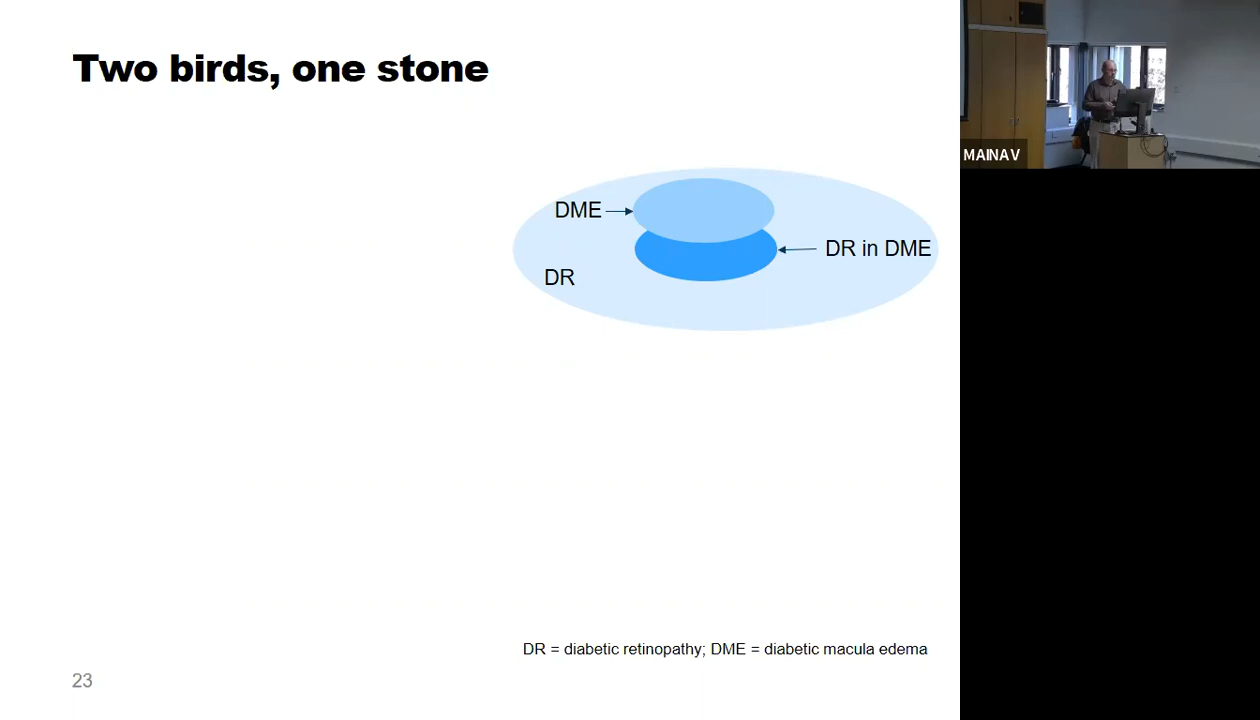 Two birds, one stone
MAINAV
DME
DR in DME
DR
DR = diabetic retinopathy; DME = diabetic macula edema
23